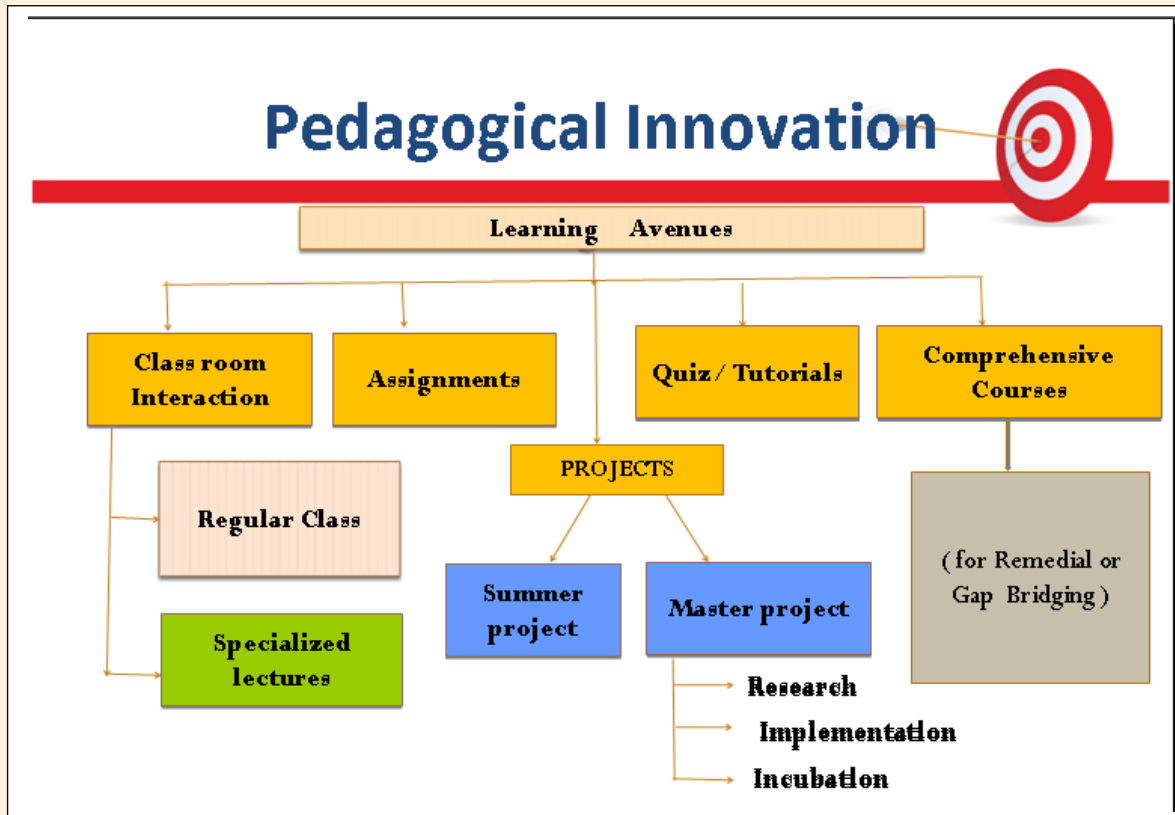 Pedagogical Innovation
Learning Avenues
Class room
Interaction
Assignments
Quiz / Tutorials
Comprehensive
Courses
PROJECTS
Regular Class
Specialized
lectures
Summer
project
Master project
Research
Implementation
Incubation
( for Remedial or
Gap Bridging )